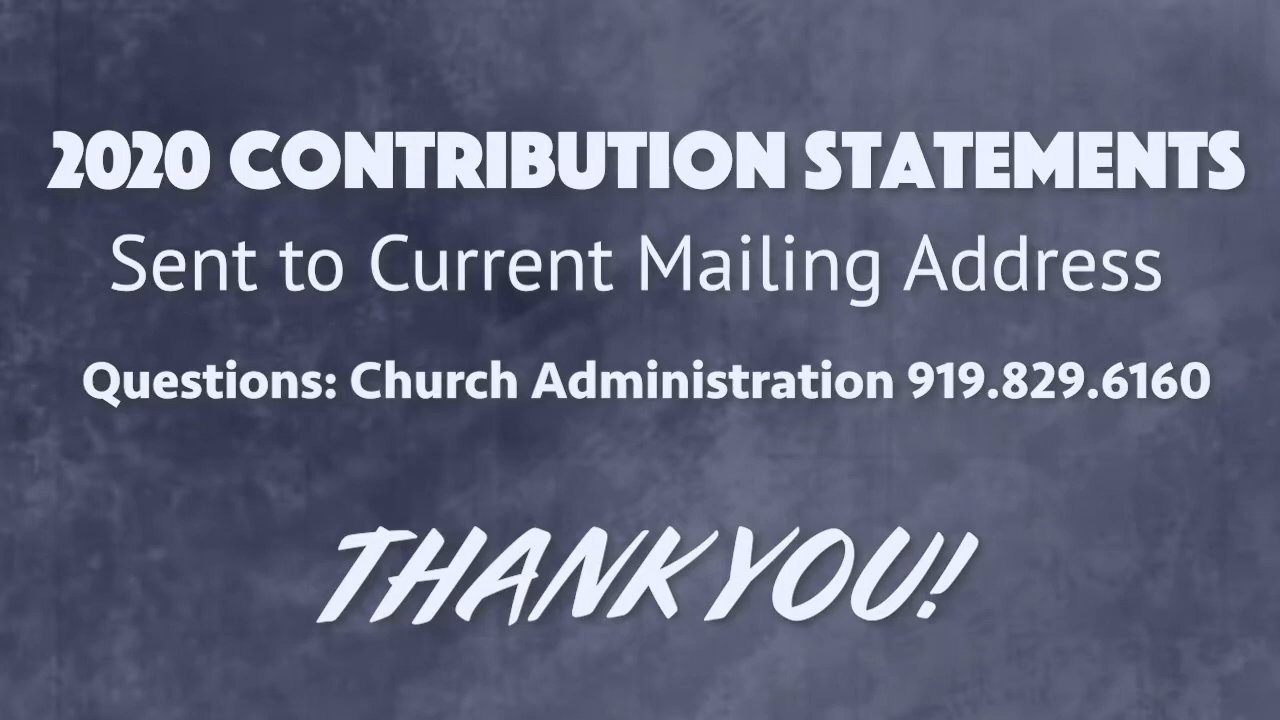 2020 CONTRIBUTION STATEMENTS
Sent to Current Mailing Address
Questions: Church Administration 919.829.6160
THANK YOU!